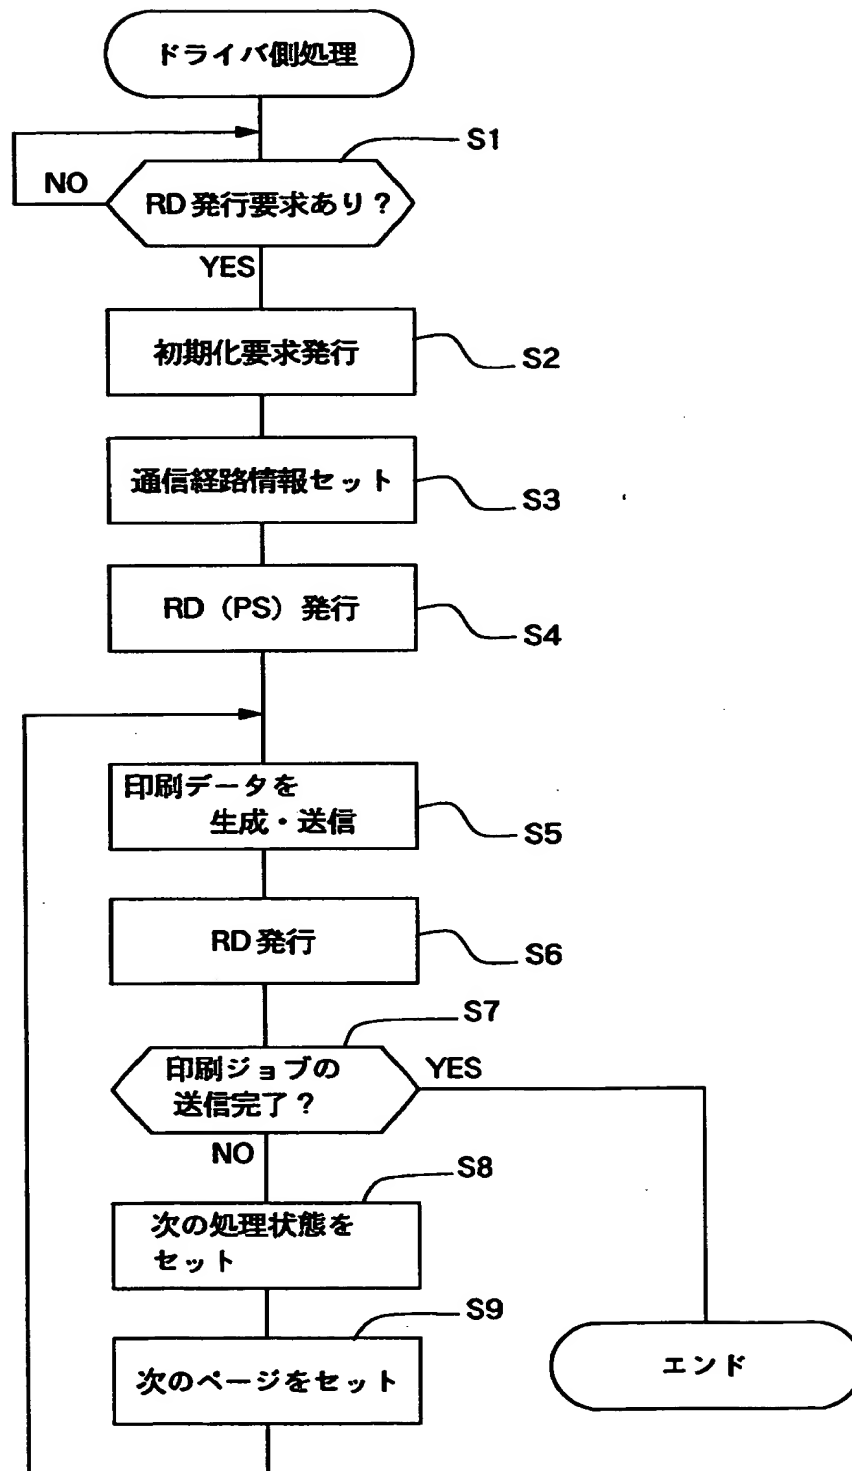 ドライバ側処理
S1
NO
RD発行要求あり？
YES
初期化要求発行
S2
通信経路情報セット
S3
RD（PS）発行
S4
印刷データを
生成・送信
S5
RD発行
S6
S7
印刷ジョブの
送信完了？
YES
NO
S8
次の処理状態を
セット
S9
次のページをセット
エンド